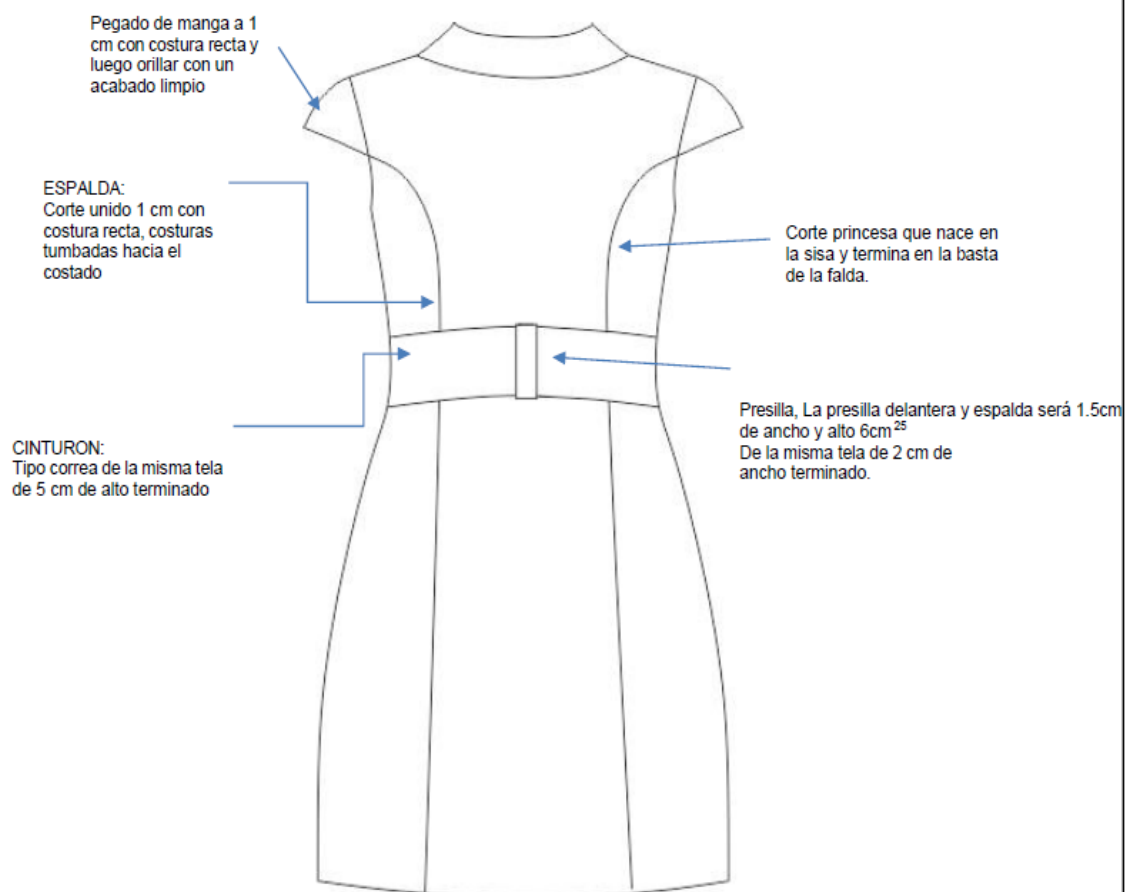 Pegado de manga a 1
cm con costura recta y
luego orillar con un
acabado limpio
ESPALDA:
Corte unido 1 cm con
costura recta, costuras
tumbadas hacia el
costado
Corte princesa que nace en
la sisa y termina en la basta
de la falda.
CINTURON:
Tipo correa de la misma tela
de 5 cm de alto terminado
Presilla, La presilla delantera y espalda será 1.5cm
de ancho y alto 6cm²⁵
De la misma tela de 2 cm de
ancho terminado.